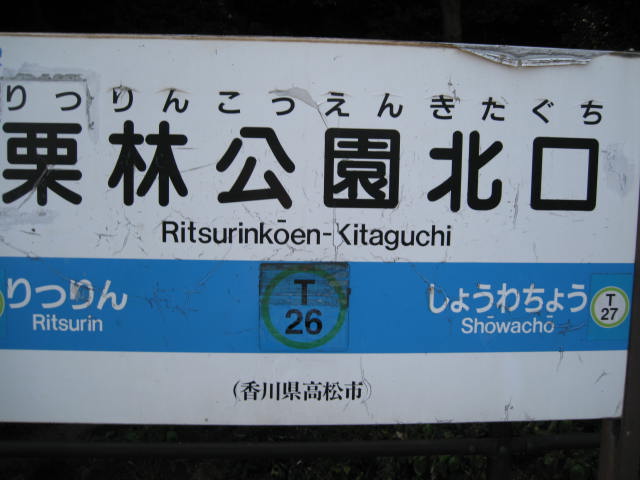 りつりんこうえんきたぐち
栗林公園北口
Ritsurinkōen-Kitaguchi
りつりん T しょうわちょう T
Ritsurin 26 Shōwachō 27
(香川県高松市)